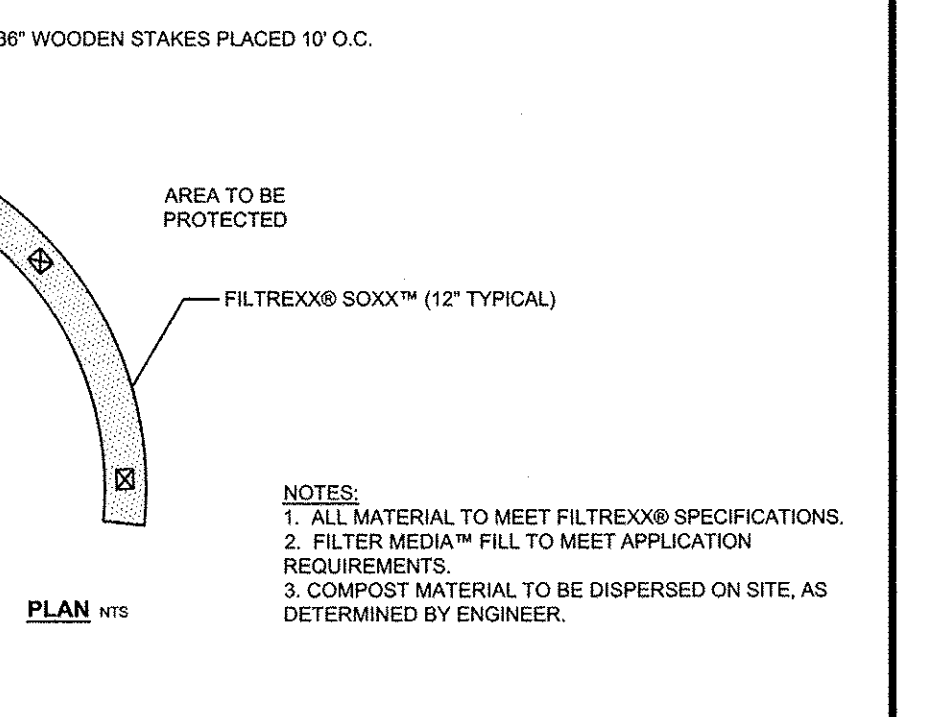 36" WOODEN STAKES PLACED 10' O.C.
AREA TO BE
PROTECTED
FILTREXX® SOXX™ (12" TYPICAL)
NOTES:
1. ALL MATERIAL TO MEET FILTREXX® SPECIFICATIONS.
2. FILTER MEDIA™ FILL TO MEET APPLICATION
REQUIREMENTS.
3. COMPOST MATERIAL TO BE DISPERSED ON SITE, AS
DETERMINED BY ENGINEER.
PLAN NTS